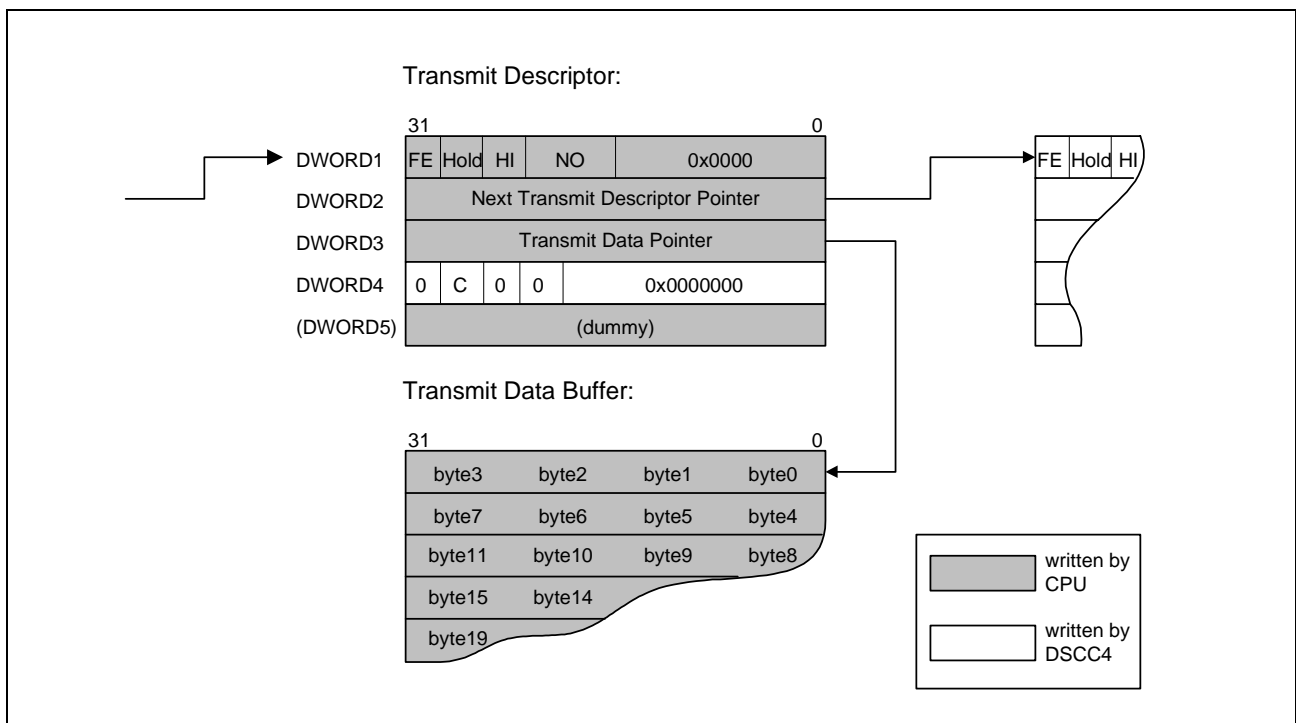 Transmit Descriptor:
31 0
DWORD1 FE Hold HI NO 0x0000 FE Hold HI
DWORD2 Next Transmit Descriptor Pointer
DWORD3 Transmit Data Pointer
DWORD4 0 C 0 0 0x0000000
(DWORD5) (dummy)
Transmit Data Buffer:
31 0
byte3 byte2 byte1 byte0
byte7 byte6 byte5 byte4
byte11 byte10 byte9 byte8
byte15 byte14
byte19
written by
CPU
written by
DSCC4